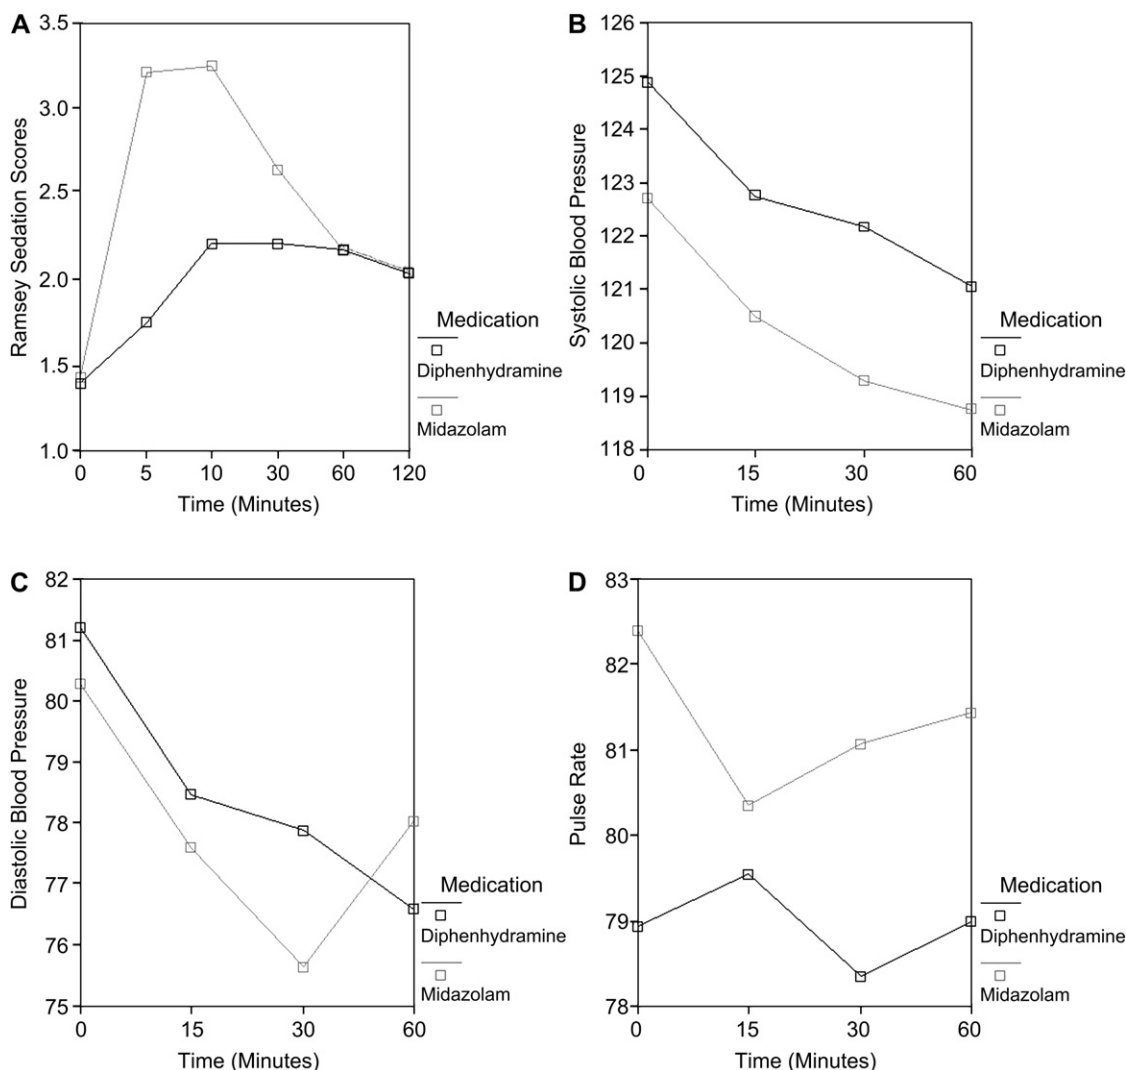 A
Ramsey Sedation Scores
3.5
3.0
2.5
2.0
1.5
1.0
0 5 10 30 60 120
Time (Minutes)
Medication
Diphenhydramine
Midazolam
B
Systolic Blood Pressure
126
125
124
123
122
121
120
119
118
0 15 30 60
Time (Minutes)
Medication
Diphenhydramine
Midazolam
C
Diastolic Blood Pressure
82
81
80
79
78
77
76
75
0 15 30 60
Time (Minutes)
Medication
Diphenhydramine
Midazolam
D
Pulse Rate
83
82
81
80
79
78
0 15 30 60
Time (Minutes)
Medication
Diphenhydramine
Midazolam